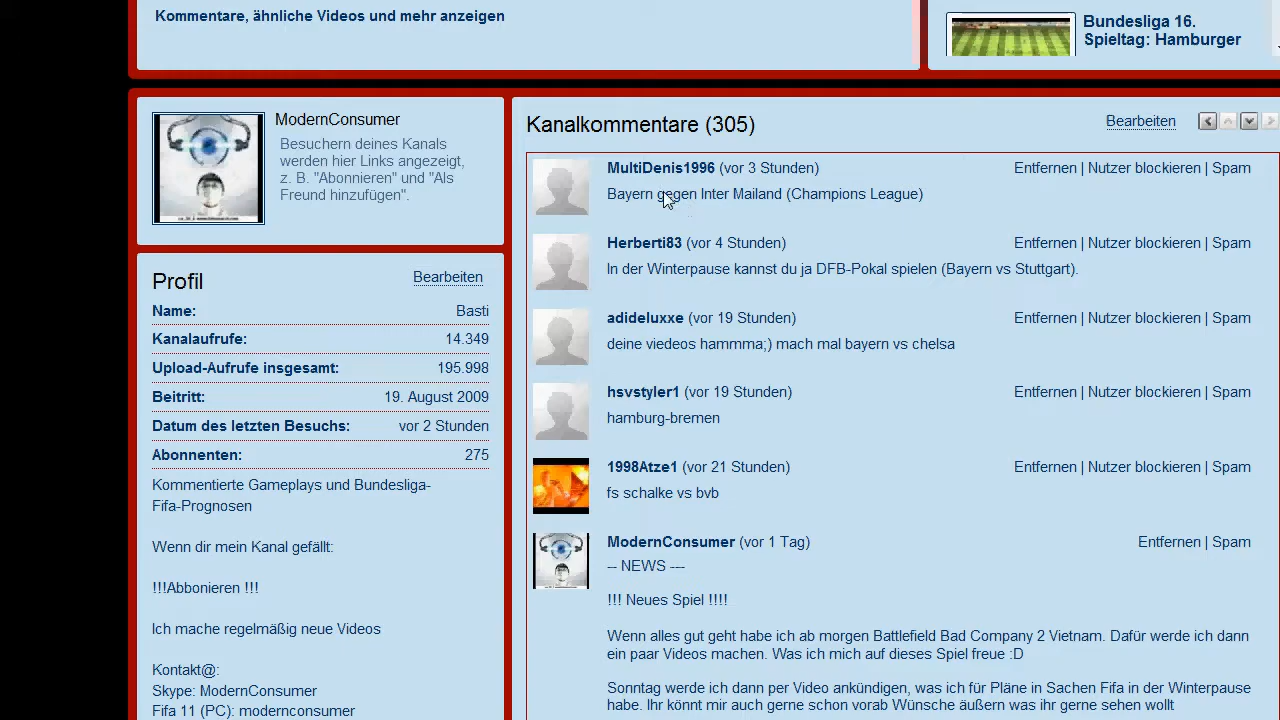 Kommentare, ähnliche Videos und mehr anzeigen
Bundesliga 16.
Spieltag: Hamburger
ModernConsumer
Besuchern deines Kanals
werden hier Links angezeigt,
z. B. "Abonnieren" und "Als
Freund hinzufügen".
Profil
Bearbeiten
Name: Basti
Kanalaufrufe: 14.349
Upload-Aufrufe insgesamt: 195.998
Beitritt: 19. August 2009
Datum des letzten Besuchs: vor 2 Stunden
Abonnenten: 275
Kommentierte Gameplays und Bundesliga-
Fifa-Prognosen
Wenn dir mein Kanal gefällt:
!!!Abbonieren !!!
Ich mache regelmäßig neue Videos
Kontakt@:
Skype: ModernConsumer
Fifa 11 (PC): modernconsumer
Kanalkommentare (305)
Bearbeiten
MultiDenis1996 (vor 3 Stunden) Entfernen | Nutzer blockieren | Spam
Bayern gegen Inter Mailand (Champions League)
Herberti83 (vor 4 Stunden) Entfernen | Nutzer blockieren | Spam
In der Winterpause kannst du ja DFB-Pokal spielen (Bayern vs Stuttgart).
adideluxxe (vor 19 Stunden) Entfernen | Nutzer blockieren | Spam
deine viedeos hammma;) mach mal bayern vs chelsa
hsvstyler1 (vor 19 Stunden) Entfernen | Nutzer blockieren | Spam
hamburg-bremen
1998Atze1 (vor 21 Stunden) Entfernen | Nutzer blockieren | Spam
fs schalke vs bvb
ModernConsumer (vor 1 Tag) Entfernen | Spam
-- NEWS ---
!!! Neues Spiel !!!!
Wenn alles gut geht habe ich ab morgen Battlefield Bad Company 2 Vietnam. Dafür werde ich dann
ein paar Videos machen. Was ich mich auf dieses Spiel freue :D
Sonntag werde ich dann per Video ankündigen, was ich für Pläne in Sachen Fifa in der Winterpause
habe. Ihr könnt mir auch gerne schon vorab Wünsche äußern was ihr gerne sehen wollt